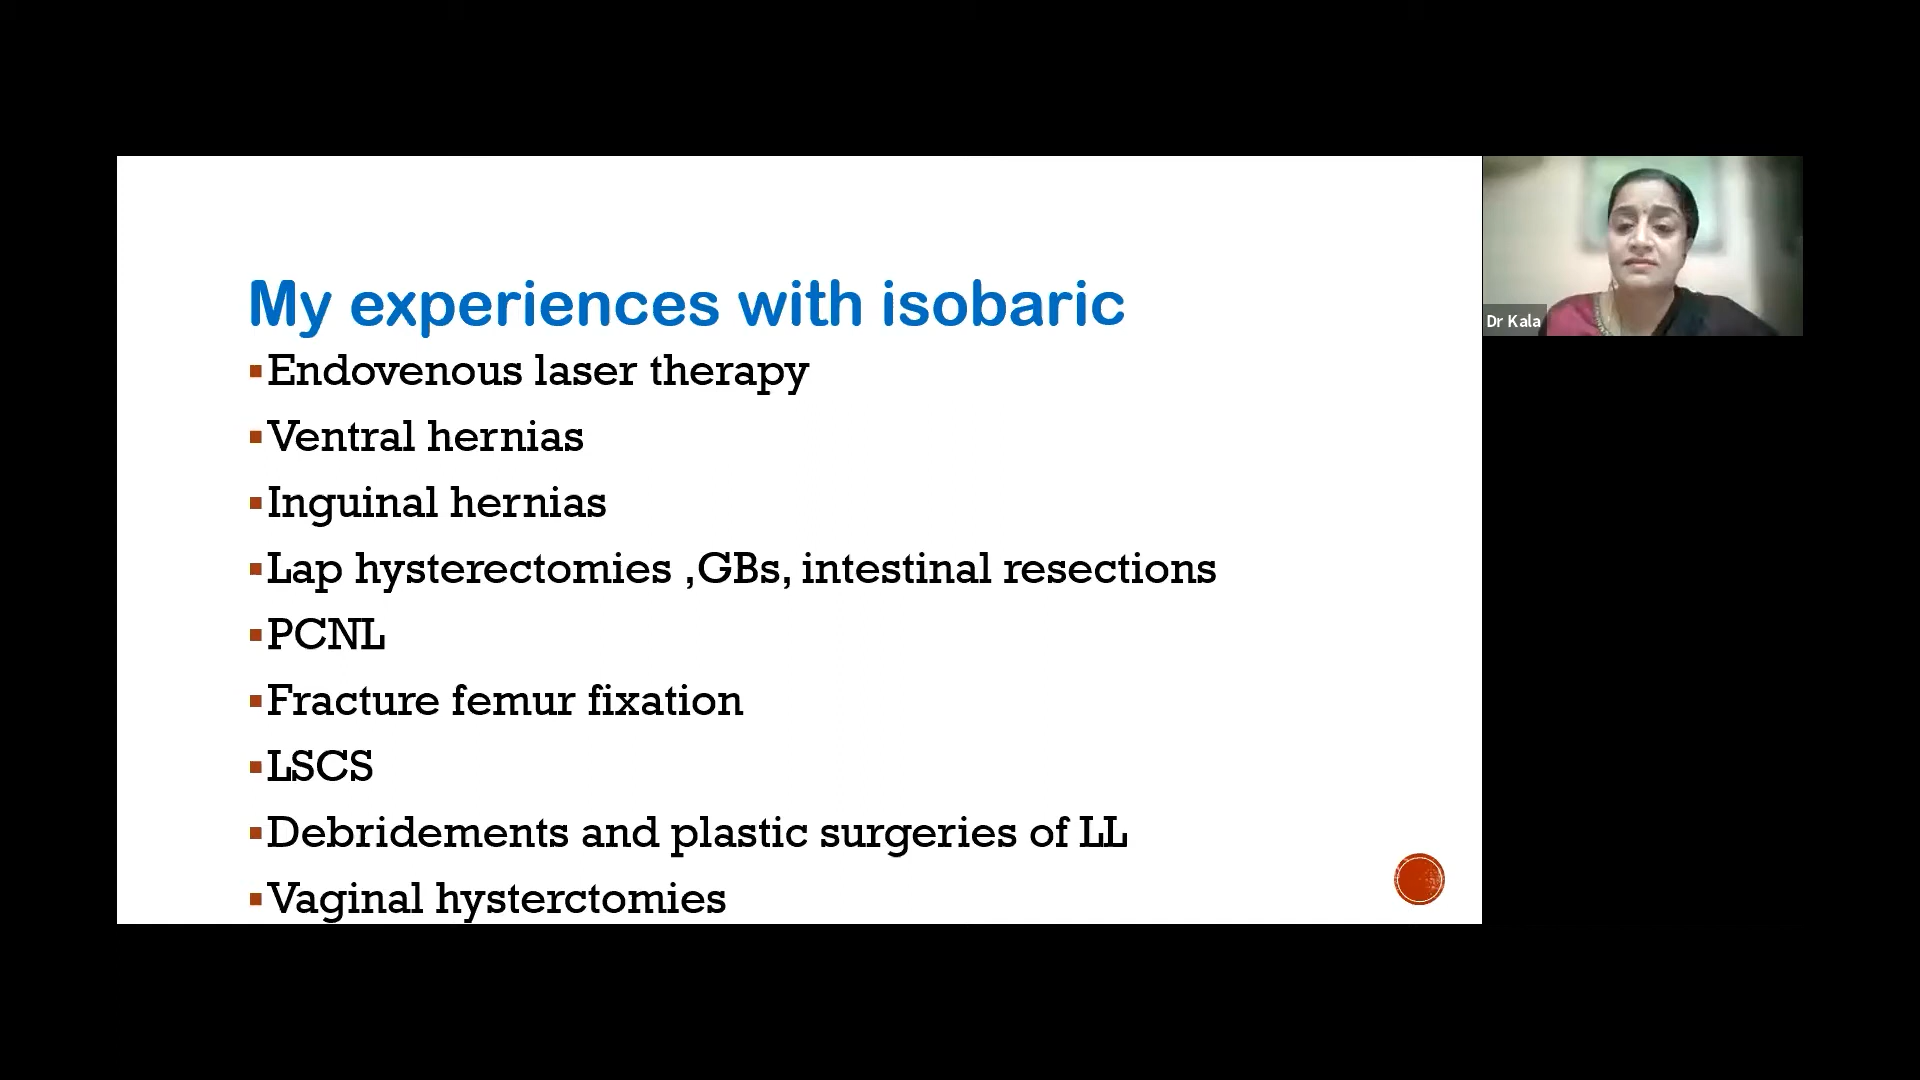 My experiences with isobaric
▪Endovenous laser therapy
▪Ventral hernias
▪Inguinal hernias
▪Lap hysterectomies ,GBs, intestinal resections
▪PCNL
▪Fracture femur fixation
▪LSCS
▪Debridements and plastic surgeries of LL
▪Vaginal hysterctomies
Dr Kala